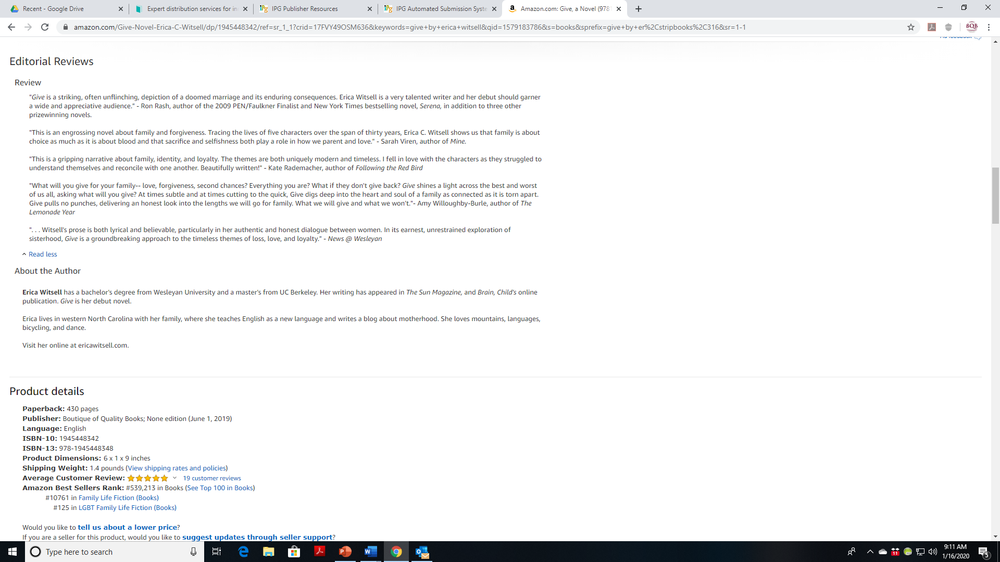 Recent - Google Drive
Expert distribution services for in
IPG Publisher Resources
IPG Automated Submission Syste
Amazon.com: Give, a Novel (978
amazon.com/Give-Novel-Erica-C-Witsell/dp/1945448342/ref=sr_1_1?crid=17FVY49OSM636&keywords=give+by+erica+witsell&qid=1579183786&s=books&sprefix=give+by+er%2Cstripbooks%2C316&sr=1-1
BQB
Ad feedback
Editorial Reviews
Review
"Give is a striking, often unflinching, depiction of a doomed marriage and its enduring consequences. Erica Witsell is a very talented writer and her debut should garner
a wide and appreciative audience." - Ron Rash, author of the 2009 PEN/Faulkner Finalist and New York Times bestselling novel, Serena, in addition to three other
prizewinning novels.
"This is an engrossing novel about family and forgiveness. Tracing the lives of five characters over the span of thirty years, Erica C. Witsell shows us that family is about
choice as much as it is about blood and that sacrifice and selfishness both play a role in how we parent and love." - Sarah Viren, author of Mine.
"This is a gripping narrative about family, identity, and loyalty. The themes are both uniquely modern and timeless. I fell in love with the characters as they struggled to
understand themselves and reconcile with one another. Beautifully written!" - Kate Rademacher, author of Following the Red Bird
"What will you give for your family-- love, forgiveness, second chances? Everything you are? What if they don't give back? Give shines a light across the best and worst
of us all, asking what will you give? At times subtle and at times cutting to the quick, Give digs deep into the heart and soul of a family as connected as it is torn apart.
Give pulls no punches, delivering an honest look into the lengths we will go for family. What we will give and what we won't."- Amy Willoughby-Burle, author of The
Lemonade Year
". . . Witsell's prose is both lyrical and believable, particularly in her authentic and honest dialogue between women. In its earnest, unrestrained exploration of
sisterhood, Give is a groundbreaking approach to the timeless themes of loss, love, and loyalty." - News @ Wesleyan
Read less
About the Author
Erica Witsell has a bachelor's degree from Wesleyan University and a master's from UC Berkeley. Her writing has appeared in The Sun Magazine, and Brain, Child's online
publication. Give is her debut novel.
Erica lives in western North Carolina with her family, where she teaches English as a new language and writes a blog about motherhood. She loves mountains, languages,
bicycling, and dance.
Visit her online at ericawitsell.com.
Product details
Paperback: 430 pages
Publisher: Boutique of Quality Books; None edition (June 1, 2019)
Language: English
ISBN-10: 1945448342
ISBN-13: 978-1945448348
Product Dimensions: 6 x 1 x 9 inches
Shipping Weight: 1.4 pounds (View shipping rates and policies)
Average Customer Review: 19 customer reviews
Amazon Best Sellers Rank: #539,213 in Books (See Top 100 in Books)
#10761 in Family Life Fiction (Books)
#125 in LGBT Family Life Fiction (Books)
Would you like to tell us about a lower price?
If you are a seller for this product, would you like to suggest updates through seller support?
Type here to search
11
9:11 AM
1/16/2020
5